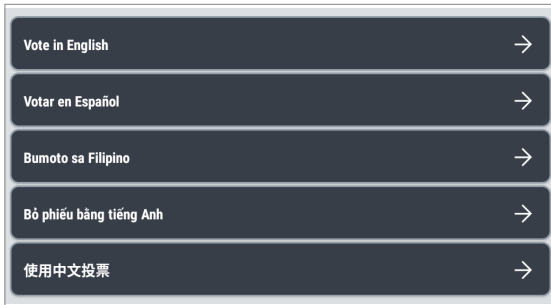 Vote in English
Votar en Español
Bumoto sa Filipino
Bỏ phiếu bằng tiếng Anh
使用中文投票